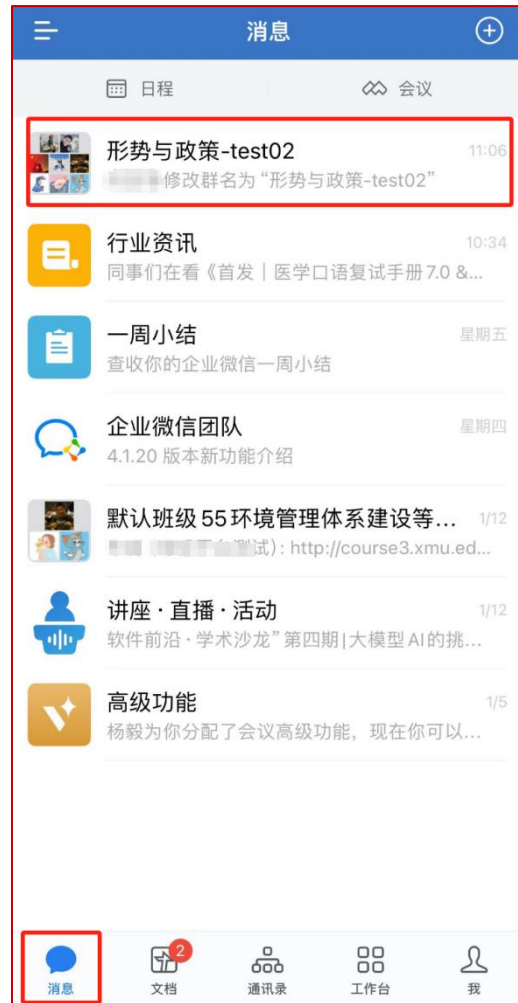 消息
日程
会议
形势与政策-test02 11:06
修改群名为“形势与政策-test02”
行业资讯 10:34
同事们在看《首发｜医学口语复试手册7.0 &...
一周小结 星期五
查收你的企业微信一周小结
企业微信团队 星期四
4.1.20 版本新功能介绍
默认班级55环境管理体系建设等... 1/12
试): http://course3.xmu.ed...
讲座·直播·活动 1/12
软件前沿·学术沙龙”第四期|大模型AI的挑...
高级功能 1/5
杨毅为你分配了会议高级功能，现在你可以...
2
消息 文档 通讯录 工作台 我